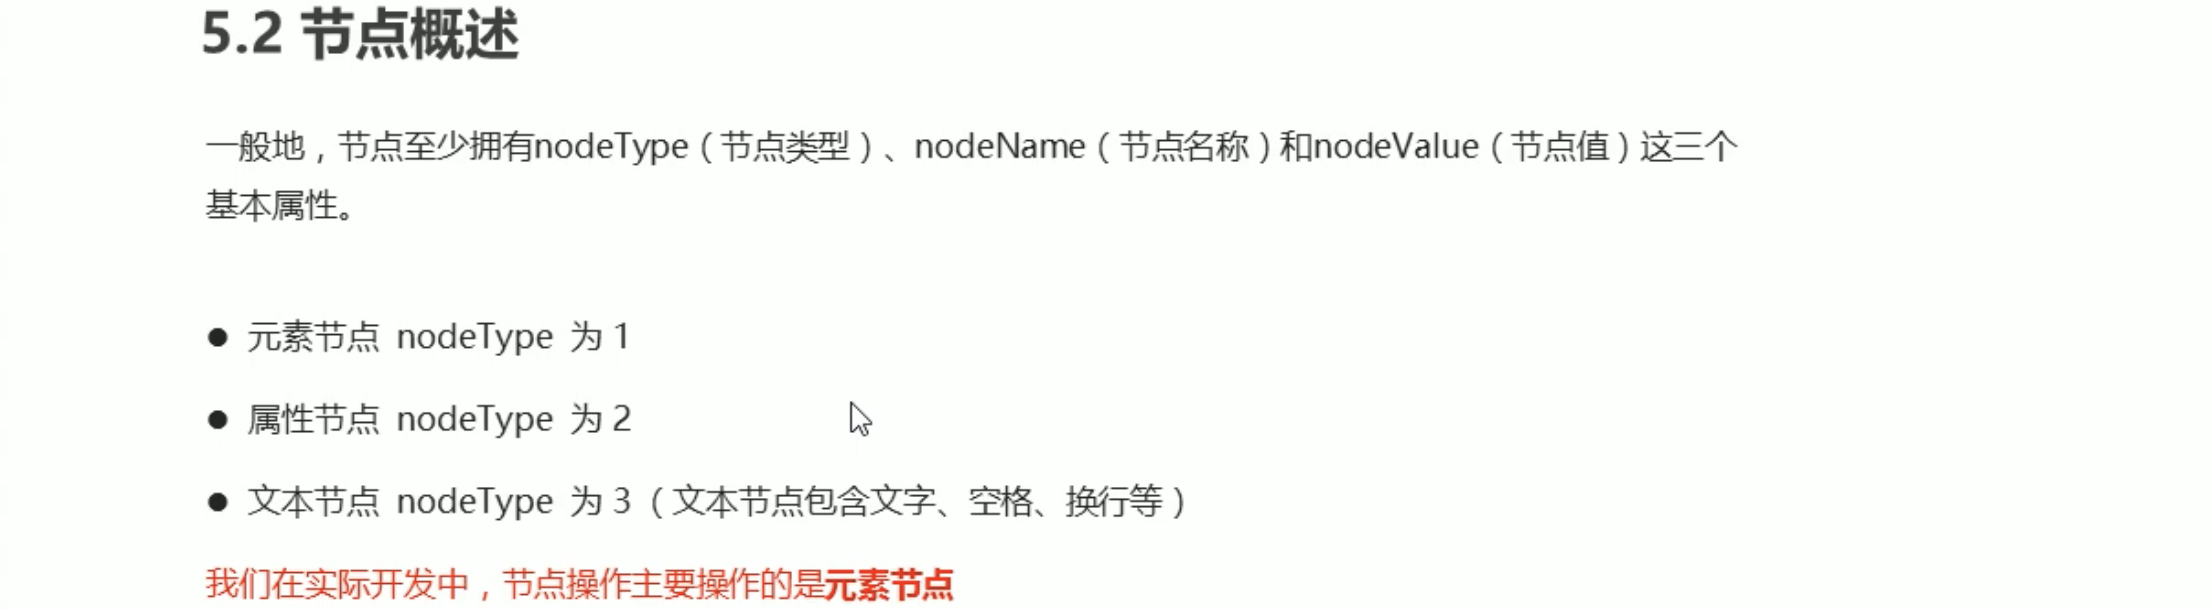 5.2 节点概述
一般地，节点至少拥有nodeType（节点类型）、nodeName（节点名称）和nodeValue（节点值）这三个
基本属性。
● 元素节点 nodeType 为 1
● 属性节点 nodeType 为 2
● 文本节点 nodeType 为 3（文本节点包含文字、空格、换行等）
我们在实际开发中，节点操作主要操作的是元素节点